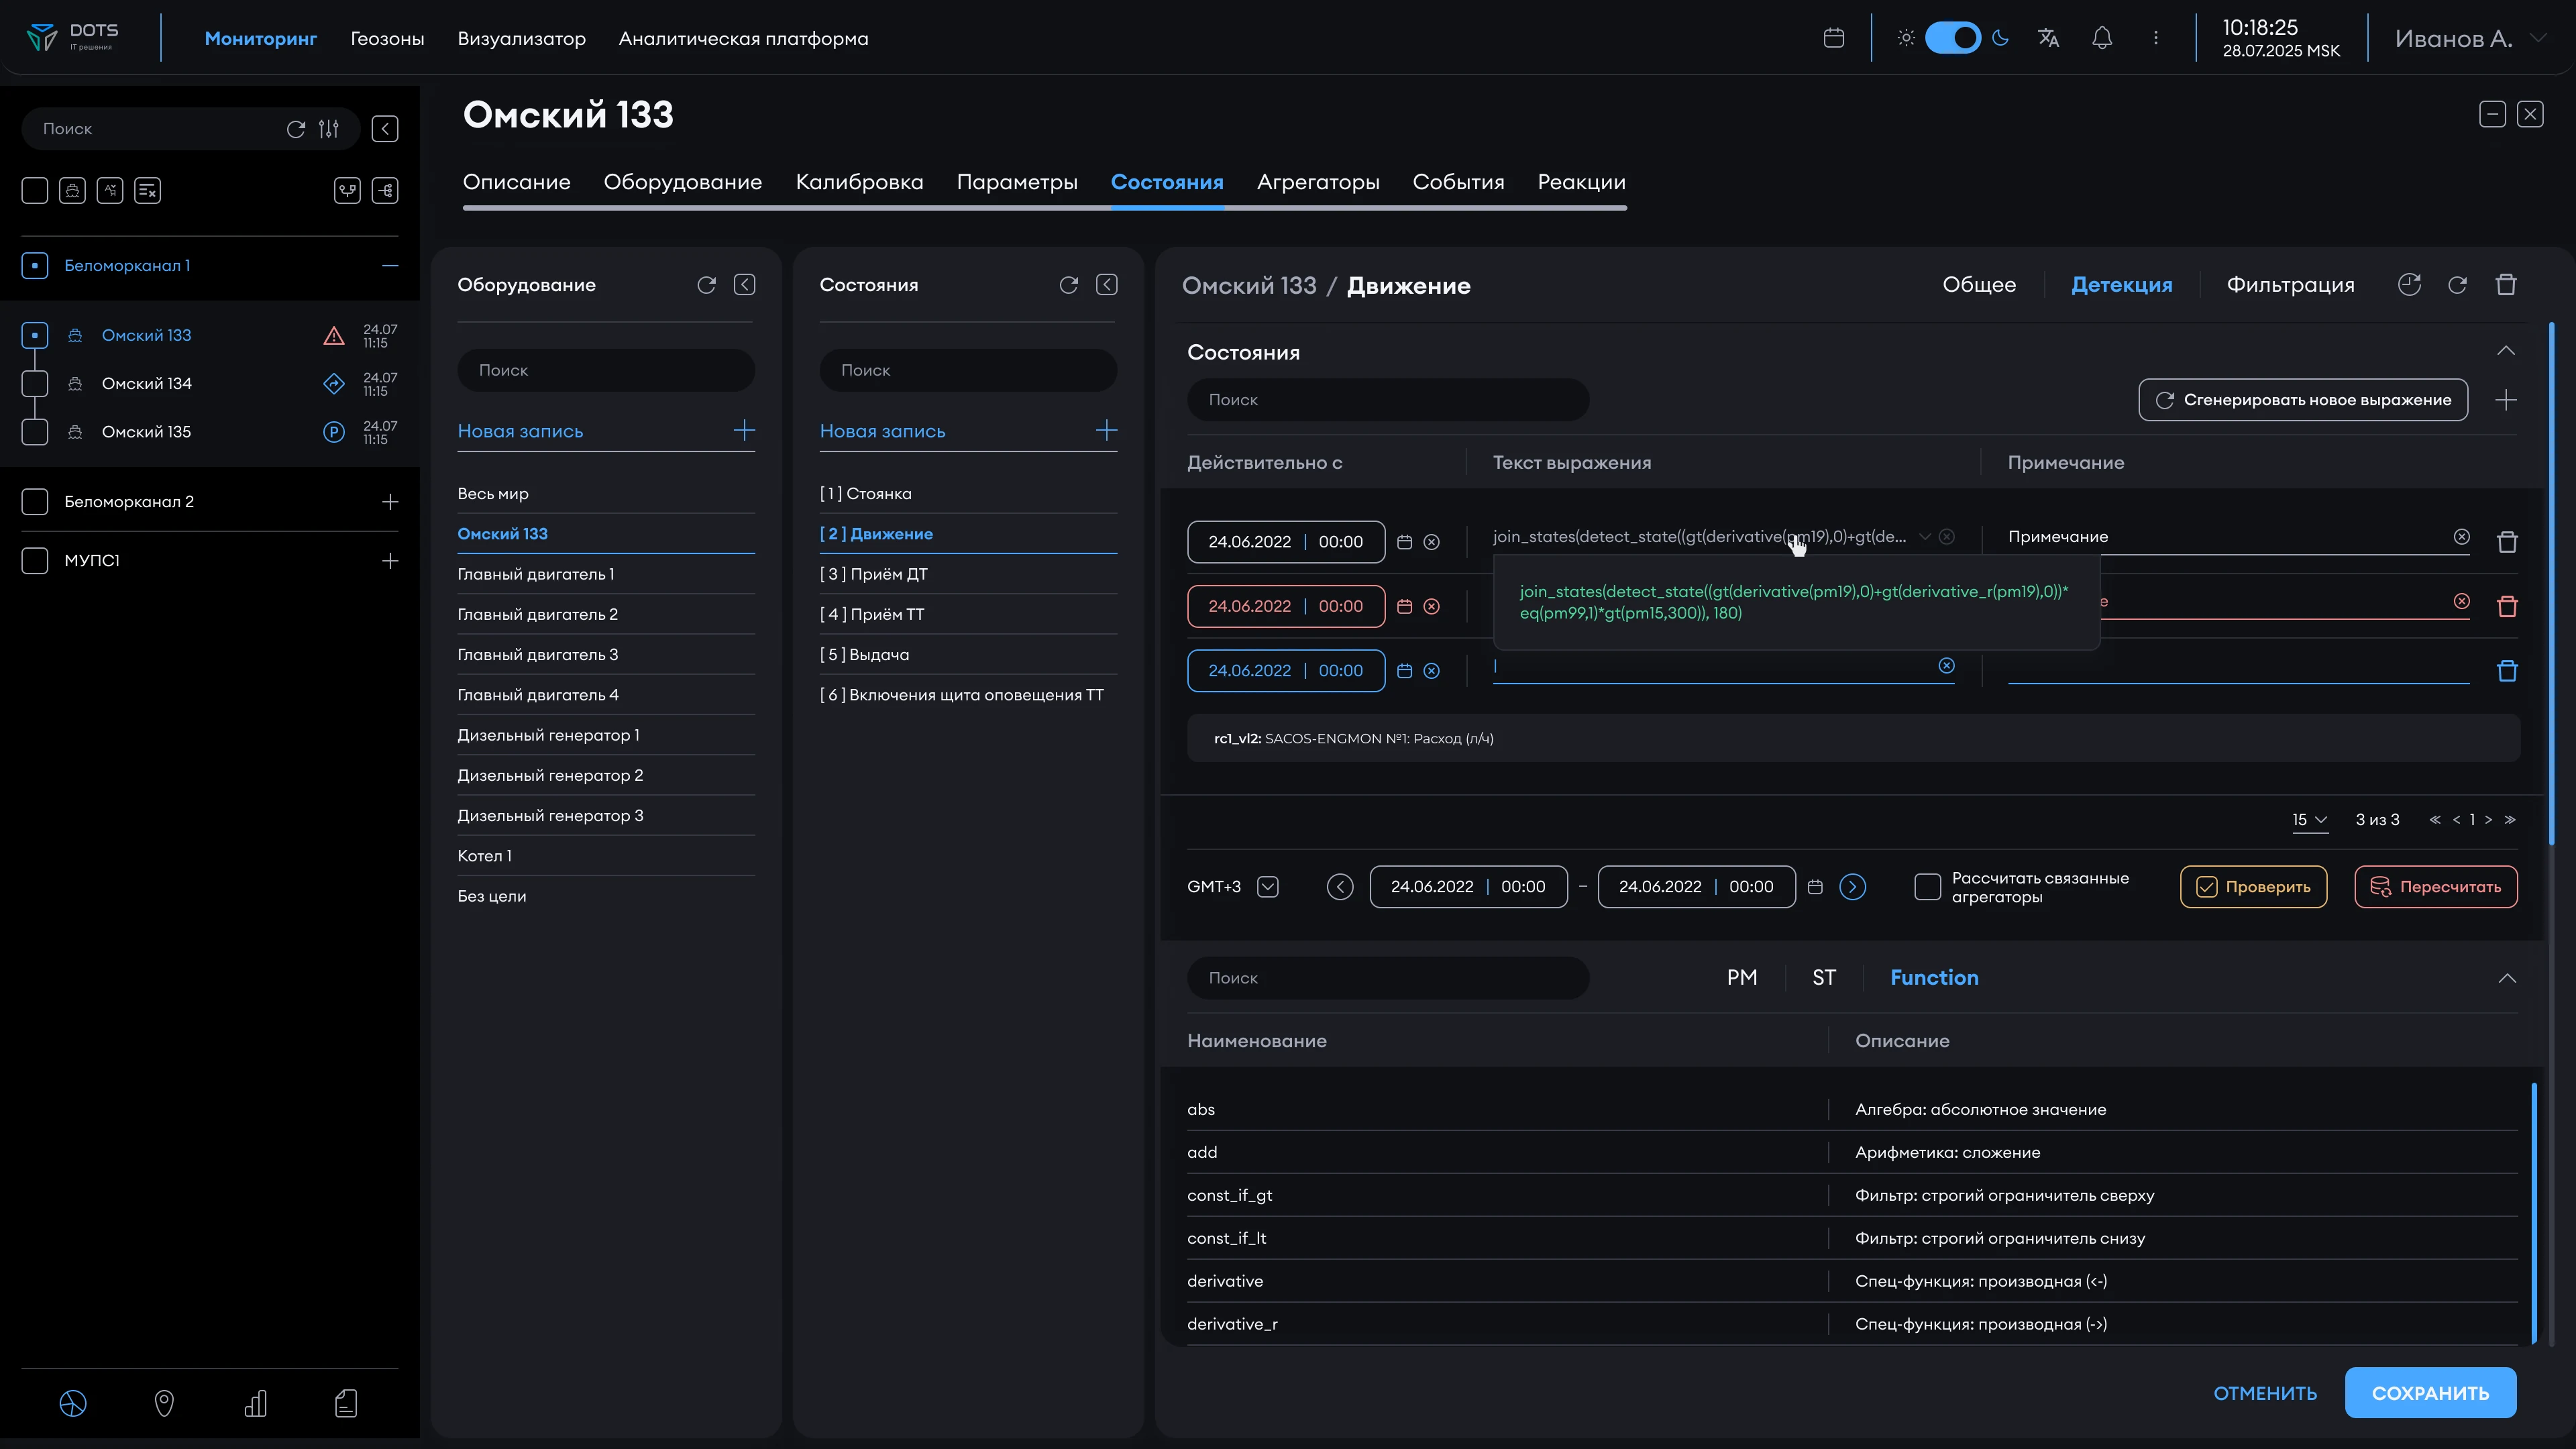 DOTS
IT решения
Мониторинг
Геозоны
Визуализатор
Аналитическая платформа
10:18:25
28.07.2025 MSK
Иванов А.
Поиск
Беломорканал 1
Омский 133
24.07
11:15
Омский 134
24.07
11:15
Омский 135
P
24.07
11:15
Беломорканал 2
МУПС1
Омский 133
Описание
Оборудование
Калибровка
Параметры
Состояния
Агрегаторы
События
Реакции
Оборудование
Поиск
Новая запись
Весь мир
Омский 133
Главный двигатель 1
Главный двигатель 2
Главный двигатель 3
Главный двигатель 4
Дизельный генератор 1
Дизельный генератор 2
Дизельный генератор 3
Котел 1
Без цели
Состояния
Поиск
Новая запись
[ 1 ] Стоянка
[ 2 ] Движение
[ 3 ] Приём ДТ
[ 4 ] Приём ТТ
[ 5 ] Выдача
[ 6 ] Включения щита оповещения ТТ
Омский 133 / Движение
Общее
Детекция
Фильтрация
Состояния
Поиск
Сгенерировать новое выражение
Действительно с
Текст выражения
Примечание
24.06.2022 | 00:00
join_states(detect_state((gt(derivative(pm19),0)+gt(de...
Примечание
24.06.2022 | 00:00
join_states(detect_state((gt(derivative(pm19),0)+gt(derivative_r(pm19),0))*
eq(pm99,1)*gt(pm15,300)), 180)
е
24.06.2022 | 00:00
rc1_vl2: SACOS-ENGMON №1: Расход (л/ч)
15
3 из 3
« < 1 > »
GMT+3
24.06.2022 | 00:00 – 24.06.2022 | 00:00
Рассчитать связанные
агрегаторы
Проверить
Пересчитать
Поиск
PM
ST
Function
Наименование
Описание
abs
Алгебра: абсолютное значение
add
Арифметика: сложение
const_if_gt
Фильтр: строгий ограничитель сверху
const_if_lt
Фильтр: строгий ограничитель снизу
derivative
Спец-функция: производная (<-)
derivative_r
Спец-функция: производная (->)
ОТМЕНИТЬ
СОХРАНИТЬ